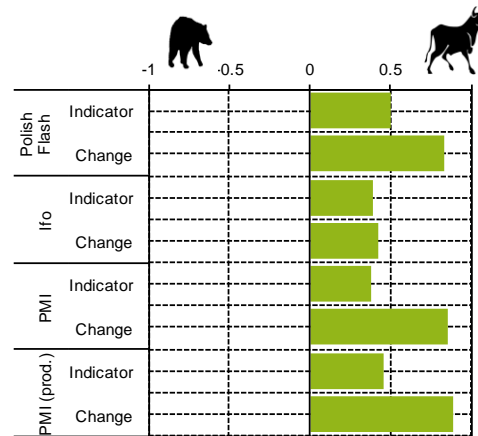 -1 -0.5 0 0.5 1
Polish
Flash
Indicator
Change
Ifo
Indicator
Change
PMI
Indicator
Change
PMI (prod.)
Indicator
Change